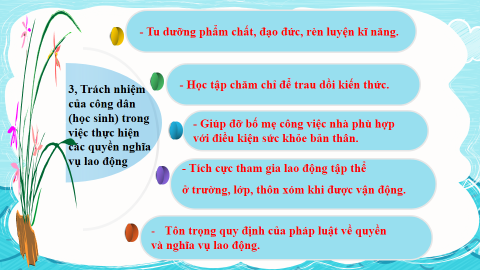 - Tu dưỡng phẩm chất, đạo đức, rèn luyện kĩ năng.
3, Trách nhiệm
của công dân
(học sinh) trong
việc thực hiện
các quyền nghĩa
vụ lao động
- Học tập chăm chỉ để trau dồi kiến thức.
- Giúp đỡ bố mẹ công việc nhà phù hợp
với điều kiện sức khỏe bản thân.
- Tích cực tham gia lao động tập thể
ở trường, lớp, thôn xóm khi được vận động.
- Tôn trọng quy định của pháp luật về quyền
và nghĩa vụ lao động.